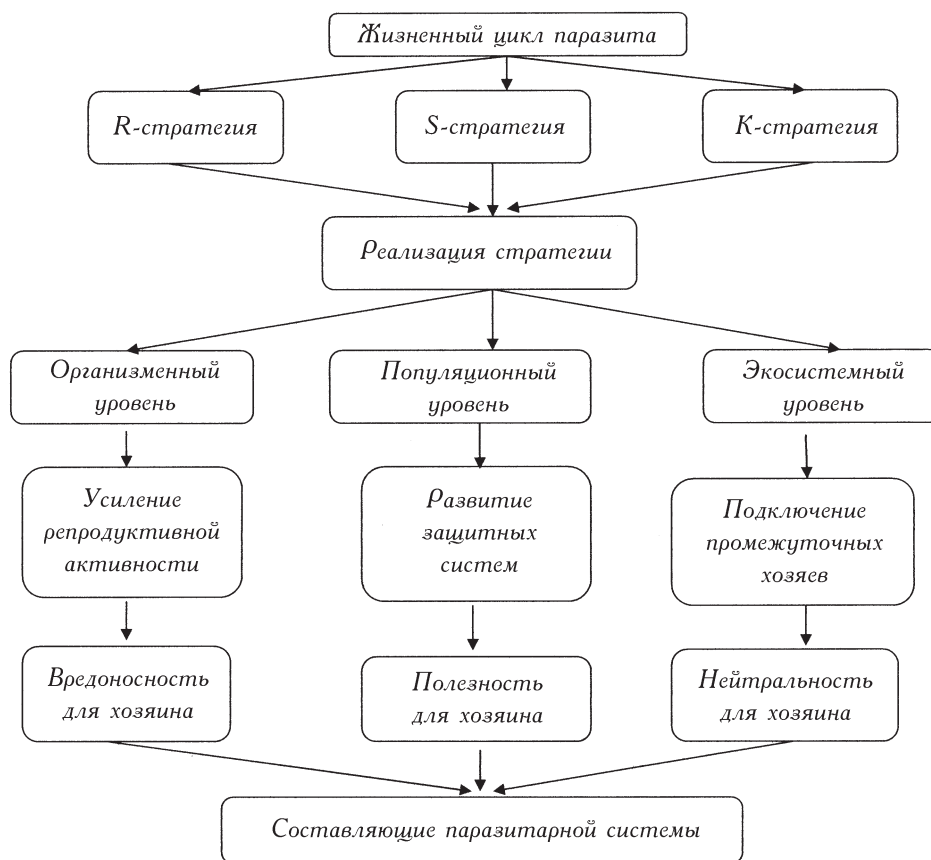 Жизненный цикл паразита
R-стратегия
S-стратегия
K-стратегия
Реализация стратегии
Организменный
уровень
Популяционный
уровень
Экосистемный
уровень
Усиление
репродуктивной
активности
Развитие
защитных
систем
Подключение
промежуточных
хозяев
Вредоносность
для хозяина
Полезность
для хозяина
Нейтральность
для хозяина
Составляющие паразитарной системы